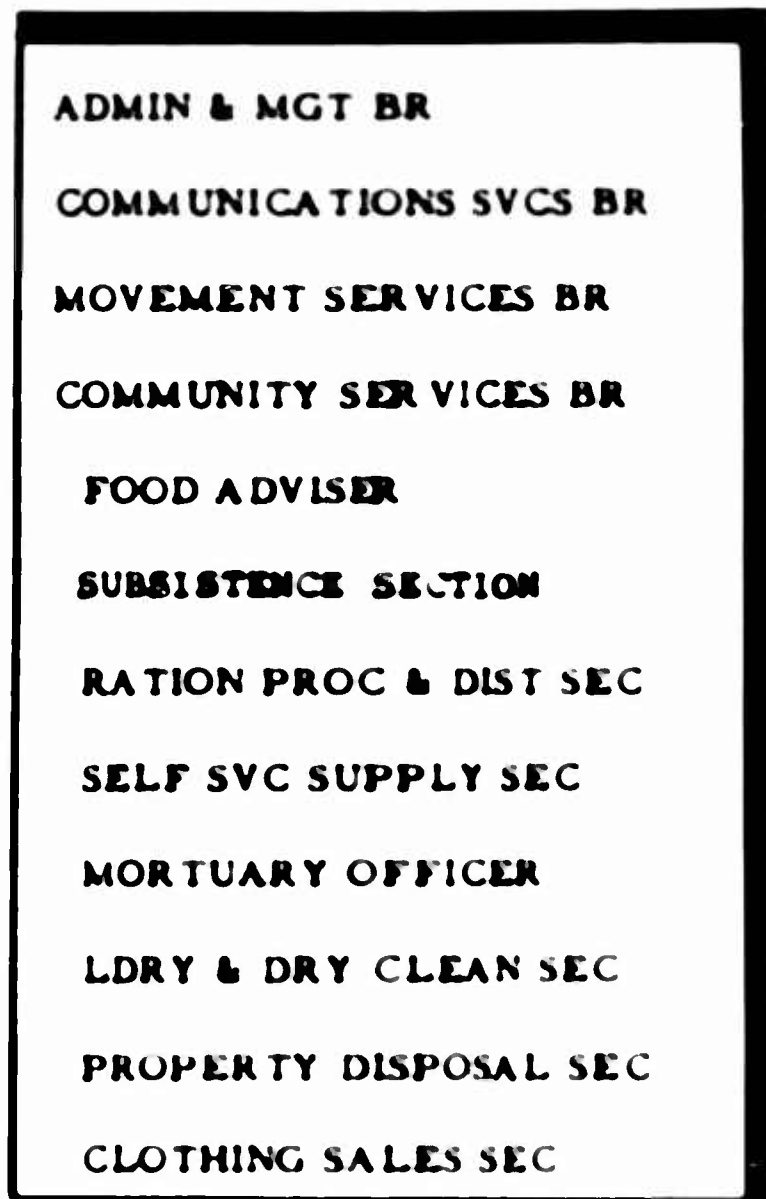 ADMIN & MGT BR
COMMUNICATIONS SVCS BR
MOVEMENT SERVICES BR
COMMUNITY SERVICES BR
FOOD ADVISER
SUBSISTENCE SECTION
RATION PROC & DIST SEC
SELF SVC SUPPLY SEC
MORTUARY OFFICER
LDRY & DRY CLEAN SEC
PROPERTY DISPOSAL SEC
CLOTHING SALES SEC